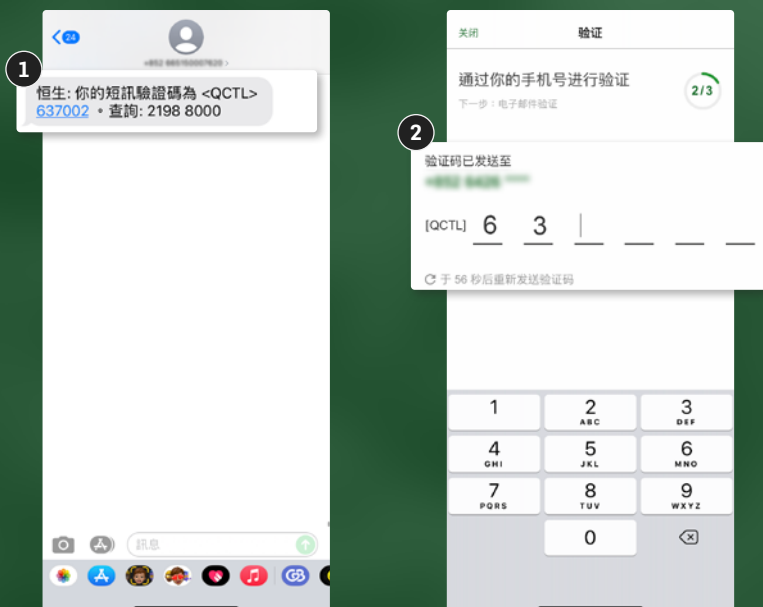 24
1
恒生: 你的短訊驗證碼為 <QCTL>
637002。查詢: 2198 8000
訊息
关闭
验证
通过你的手机号进行验证
下一步：电子邮件验证
2/3
2
验证码已发送至
[QCTL] 6 3
于 56 秒后重新发送验证码
1
2
ABC
3
DEF
4
GHI
5
JKL
6
MNO
7
PQRS
8
TUV
9
WXYZ
0